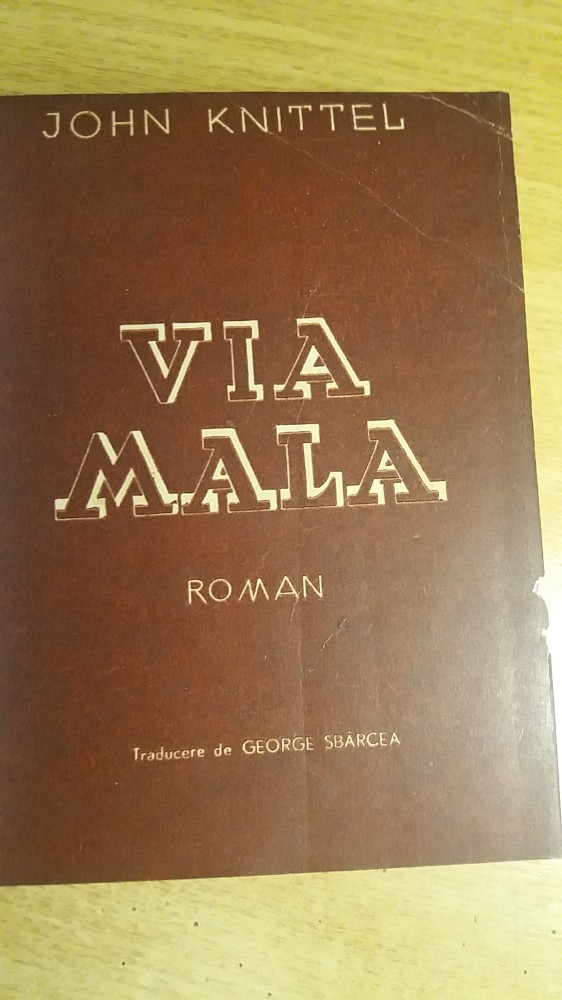 JOHN KNITTEL
VIA
MALA
ROMAN
Traducere de GEORGE SBÂRCEA